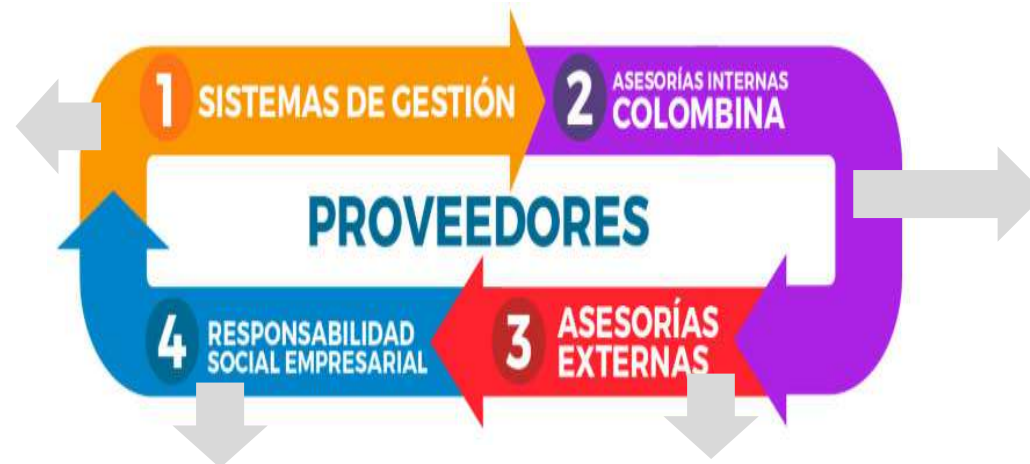 1 SISTEMAS DE GESTIÓN
2 ASESORÍAS INTERNAS
COLOMBINA
PROVEEDORES
3 ASESORÍAS
EXTERNAS
4 RESPONSABILIDAD
SOCIAL EMPRESARIAL